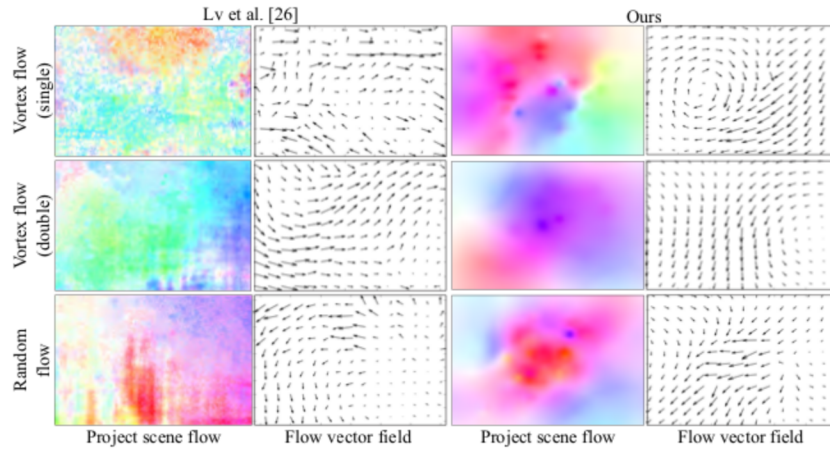 Lv et al. [26]
Ours
Vortex flow
(single)
Vortex flow
(double)
Random
flow
Project scene flow
Flow vector field
Project scene flow
Flow vector field